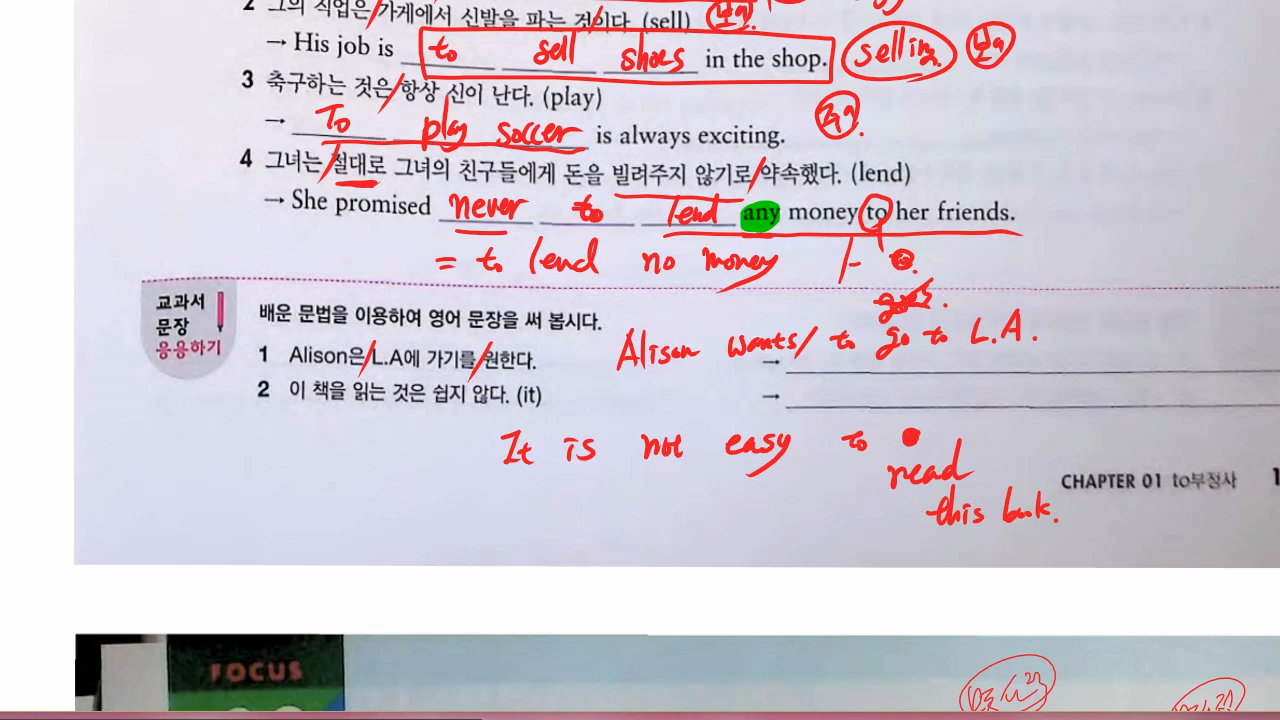 2 그의 직업은 가게에서 신발을 파는 것이다. (sell) 보어.
→ His job is to sell shoes in the shop. selling 보어
3 축구하는 것은 항상 신이 난다. (play)
→ To play soccer is always exciting. 주어.
4 그녀는 절대로 그녀의 친구들에게 돈을 빌려주지 않기로 약속했다. (lend)
→ She promised never to lend any money to her friends.
= to lend no money to.
교과서
문장
응용하기
배운 문법을 이용하여 영어 문장을 써 봅시다.
1 Alison은 L.A에 가기를 원한다. → Alison wants to go to L.A.
2 이 책을 읽는 것은 쉽지 않다. (it) →
It is not easy to read
this book.
CHAPTER 01 to부정사 1
FOCUS